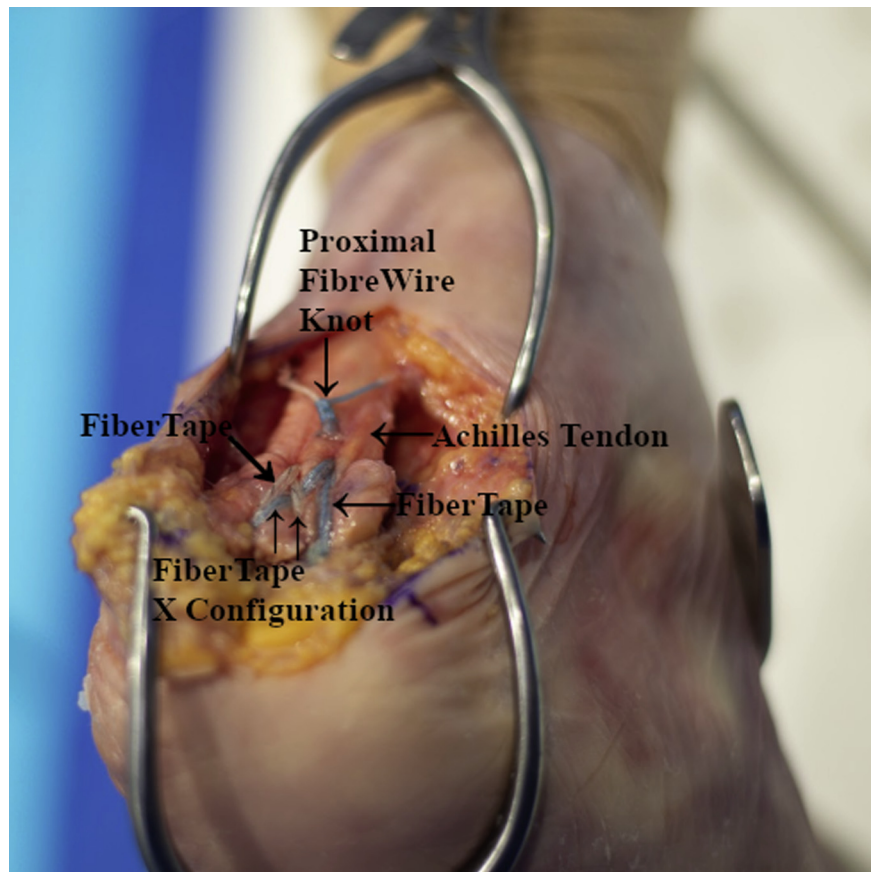 Proximal
FibreWire
Knot
FiberTape
Achilles Tendon
FiberTape
FiberTape
X Configuration